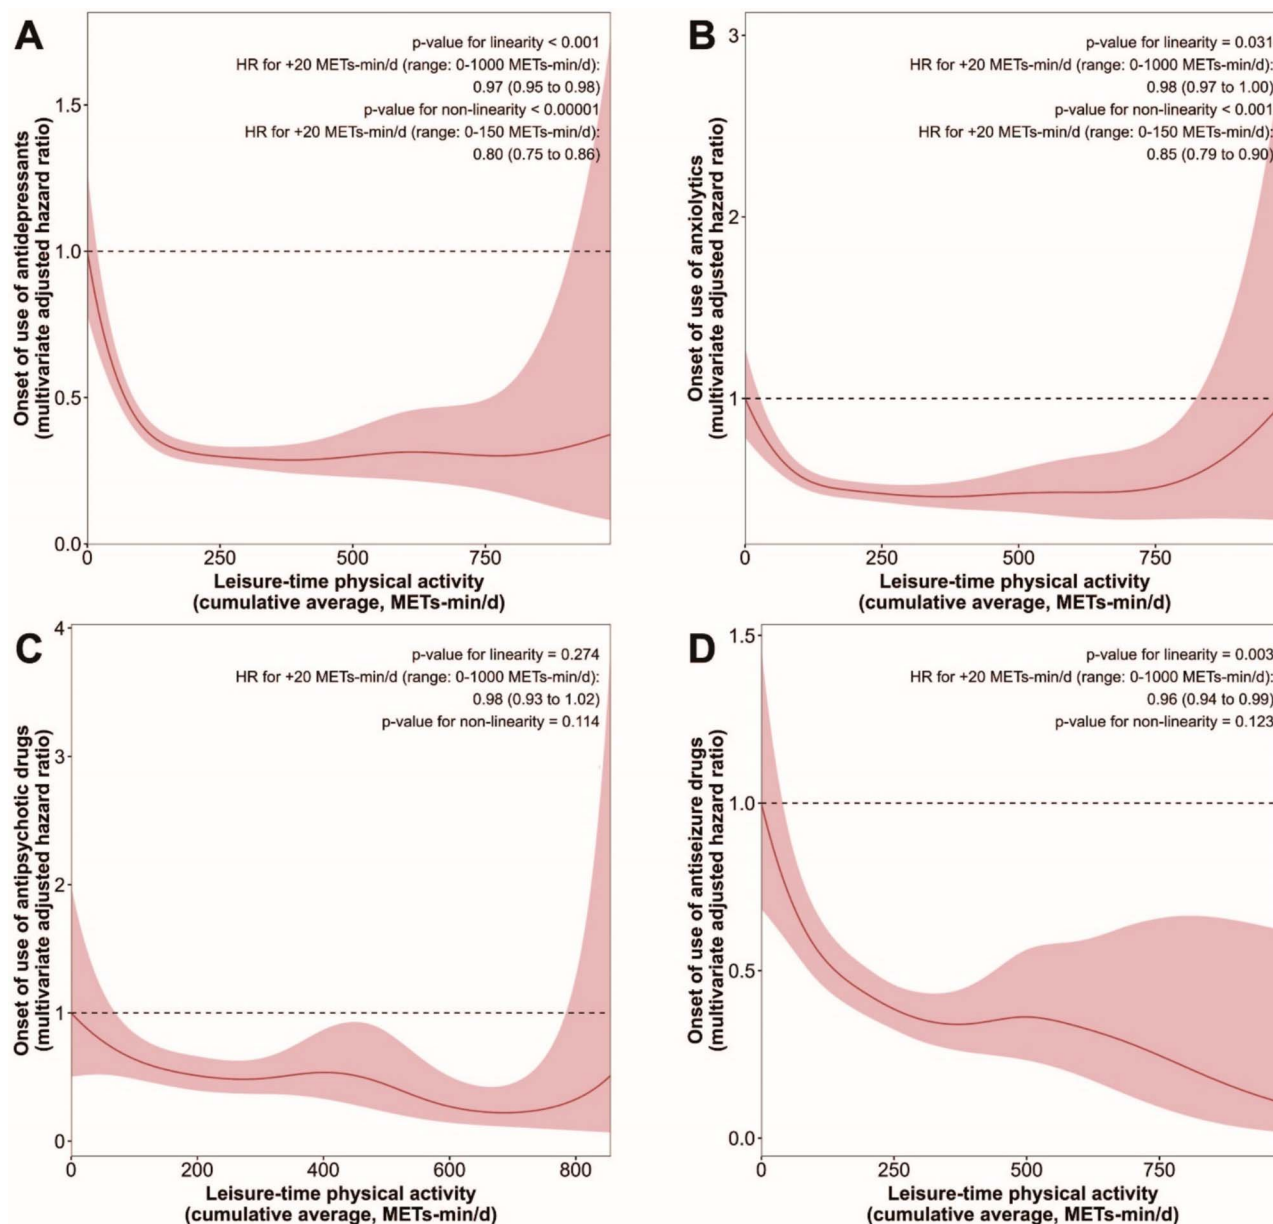 A
p-value for linearity < 0.001
HR for +20 METs-min/d (range: 0-1000 METs-min/d):
0.97 (0.95 to 0.98)
p-value for non-linearity < 0.00001
HR for +20 METs-min/d (range: 0-150 METs-min/d):
0.80 (0.75 to 0.86)
Onset of use of antidepressants
(multivariate adjusted hazard ratio)
1.5
1.0
0.5
0.0
0 250 500 750
Leisure-time physical activity
(cumulative average, METs-min/d)
B
p-value for linearity = 0.031
HR for +20 METs-min/d (range: 0-1000 METs-min/d):
0.98 (0.97 to 1.00)
p-value for non-linearity < 0.001
HR for +20 METs-min/d (range: 0-150 METs-min/d):
0.85 (0.79 to 0.90)
Onset of use of anxiolytics
(multivariate adjusted hazard ratio)
3
2
1
0 250 500 750
Leisure-time physical activity
(cumulative average, METs-min/d)
C
p-value for linearity = 0.274
HR for +20 METs-min/d (range: 0-1000 METs-min/d):
0.98 (0.93 to 1.02)
p-value for non-linearity = 0.114
Onset of use of antipsychotic drugs
(multivariate adjusted hazard ratio)
4
3
2
1
0
0 200 400 600 800
Leisure-time physical activity
(cumulative average, METs-min/d)
D
p-value for linearity = 0.003
HR for +20 METs-min/d (range: 0-1000 METs-min/d):
0.96 (0.94 to 0.99)
p-value for non-linearity = 0.123
Onset of use of antiseizure drugs
(multivariate adjusted hazard ratio)
1.5
1.0
0.5
0.0
0 250 500 750
Leisure-time physical activity
(cumulative average, METs-min/d)